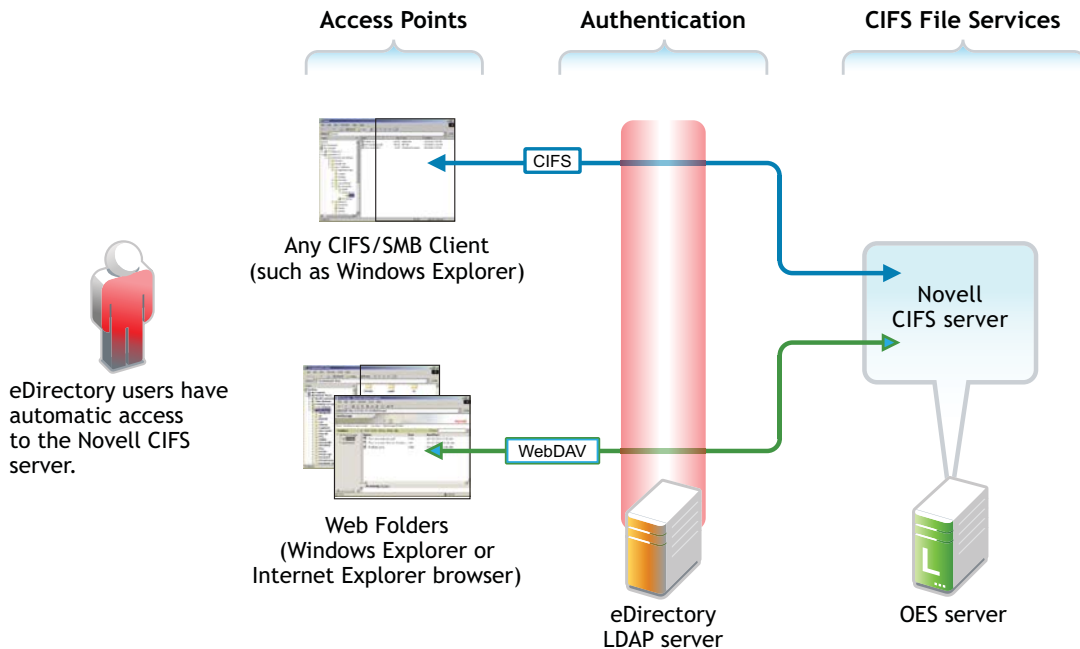 Access Points
Authentication
CIFS File Services
CIFS
Any CIFS/SMB Client
(such as Windows Explorer)
Novell
CIFS server
eDirectory users have
automatic access
to the Novell CIFS
server.
WebDAV
Web Folders
(Windows Explorer or
Internet Explorer browser)
L
eDirectory
LDAP server
OES server